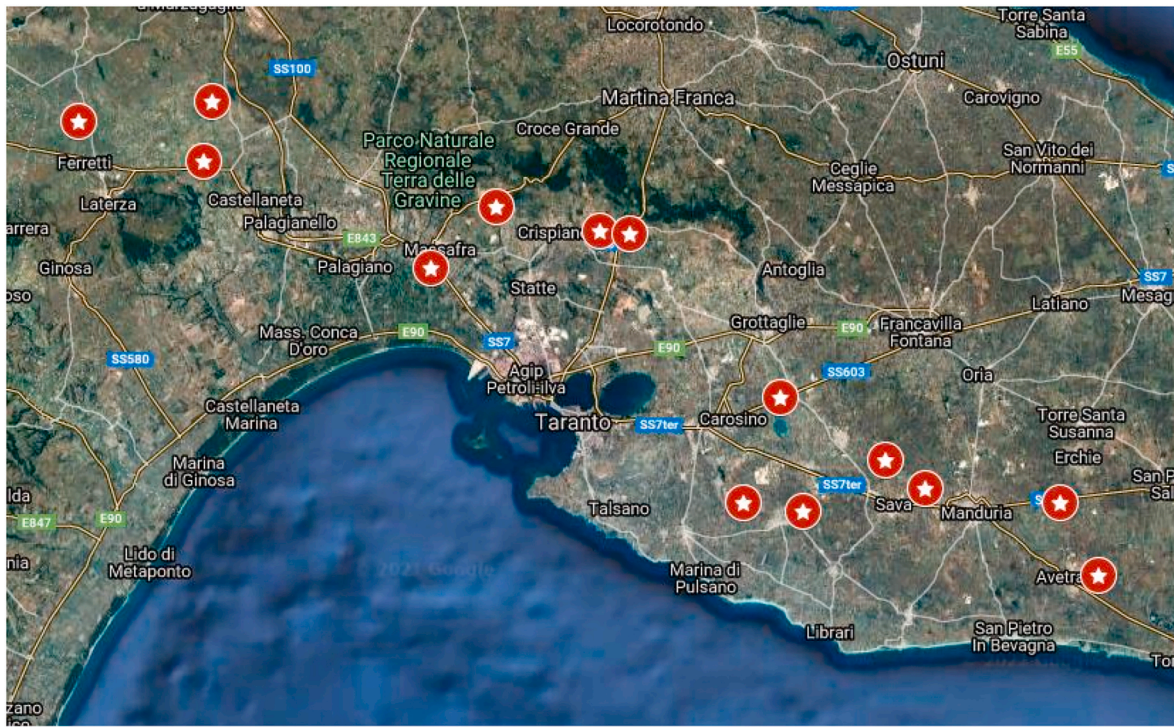 Locorotondo
Torre Santa
Sabina
E55
SS100
Ostuni
Martina Franca
Carovigno
Croce Grande
Parco Naturale
Regionale
Terra delle
Gravine
San Vito dei
Normanni
Ceglie
Messapica
Ferretti
Laterza
Castellaneta
Palagianello
E843
Massafra
Palagiano
Ginosa
Statte
Antoglia
SS7
Latiano
Mass. Conca
D'oro
E90
SS7
Grottaglie
E90
E90
Francavilla
Fontana
SS580
Agip
Petroli-ilva
SS603
Oria
Castellaneta
Marina
Taranto
SS7ter
Carosino
Torre Santa
Susanna
Erchie
Marina
di Ginosa
SS7ter
Sava
Manduria
Talsano
E847
E90
Lido di
Metaponto
Marina di
Pulsano
Librari
San Pietro
In Bevagna